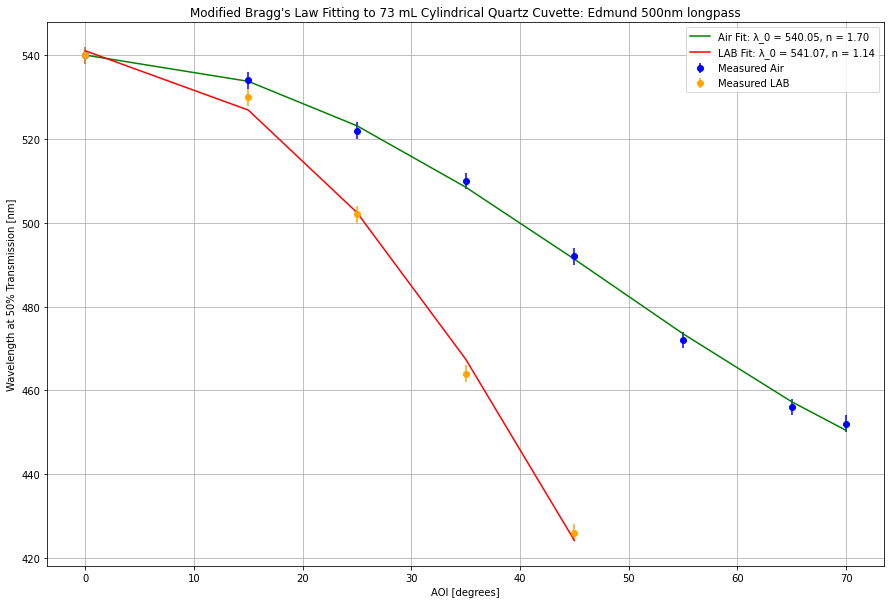 Modified Bragg's Law Fitting to 73 mL Cylindrical Quartz Cuvette: Edmund 500nm longpass
Air Fit: λ_0 = 540.05, n = 1.70
LAB Fit: λ_0 = 541.07, n = 1.14
Measured Air
Measured LAB
Wavelength at 50% Transmission [nm]
540
520
500
480
460
440
420
0 10 20 30 40 50 60 70
AOI [degrees]